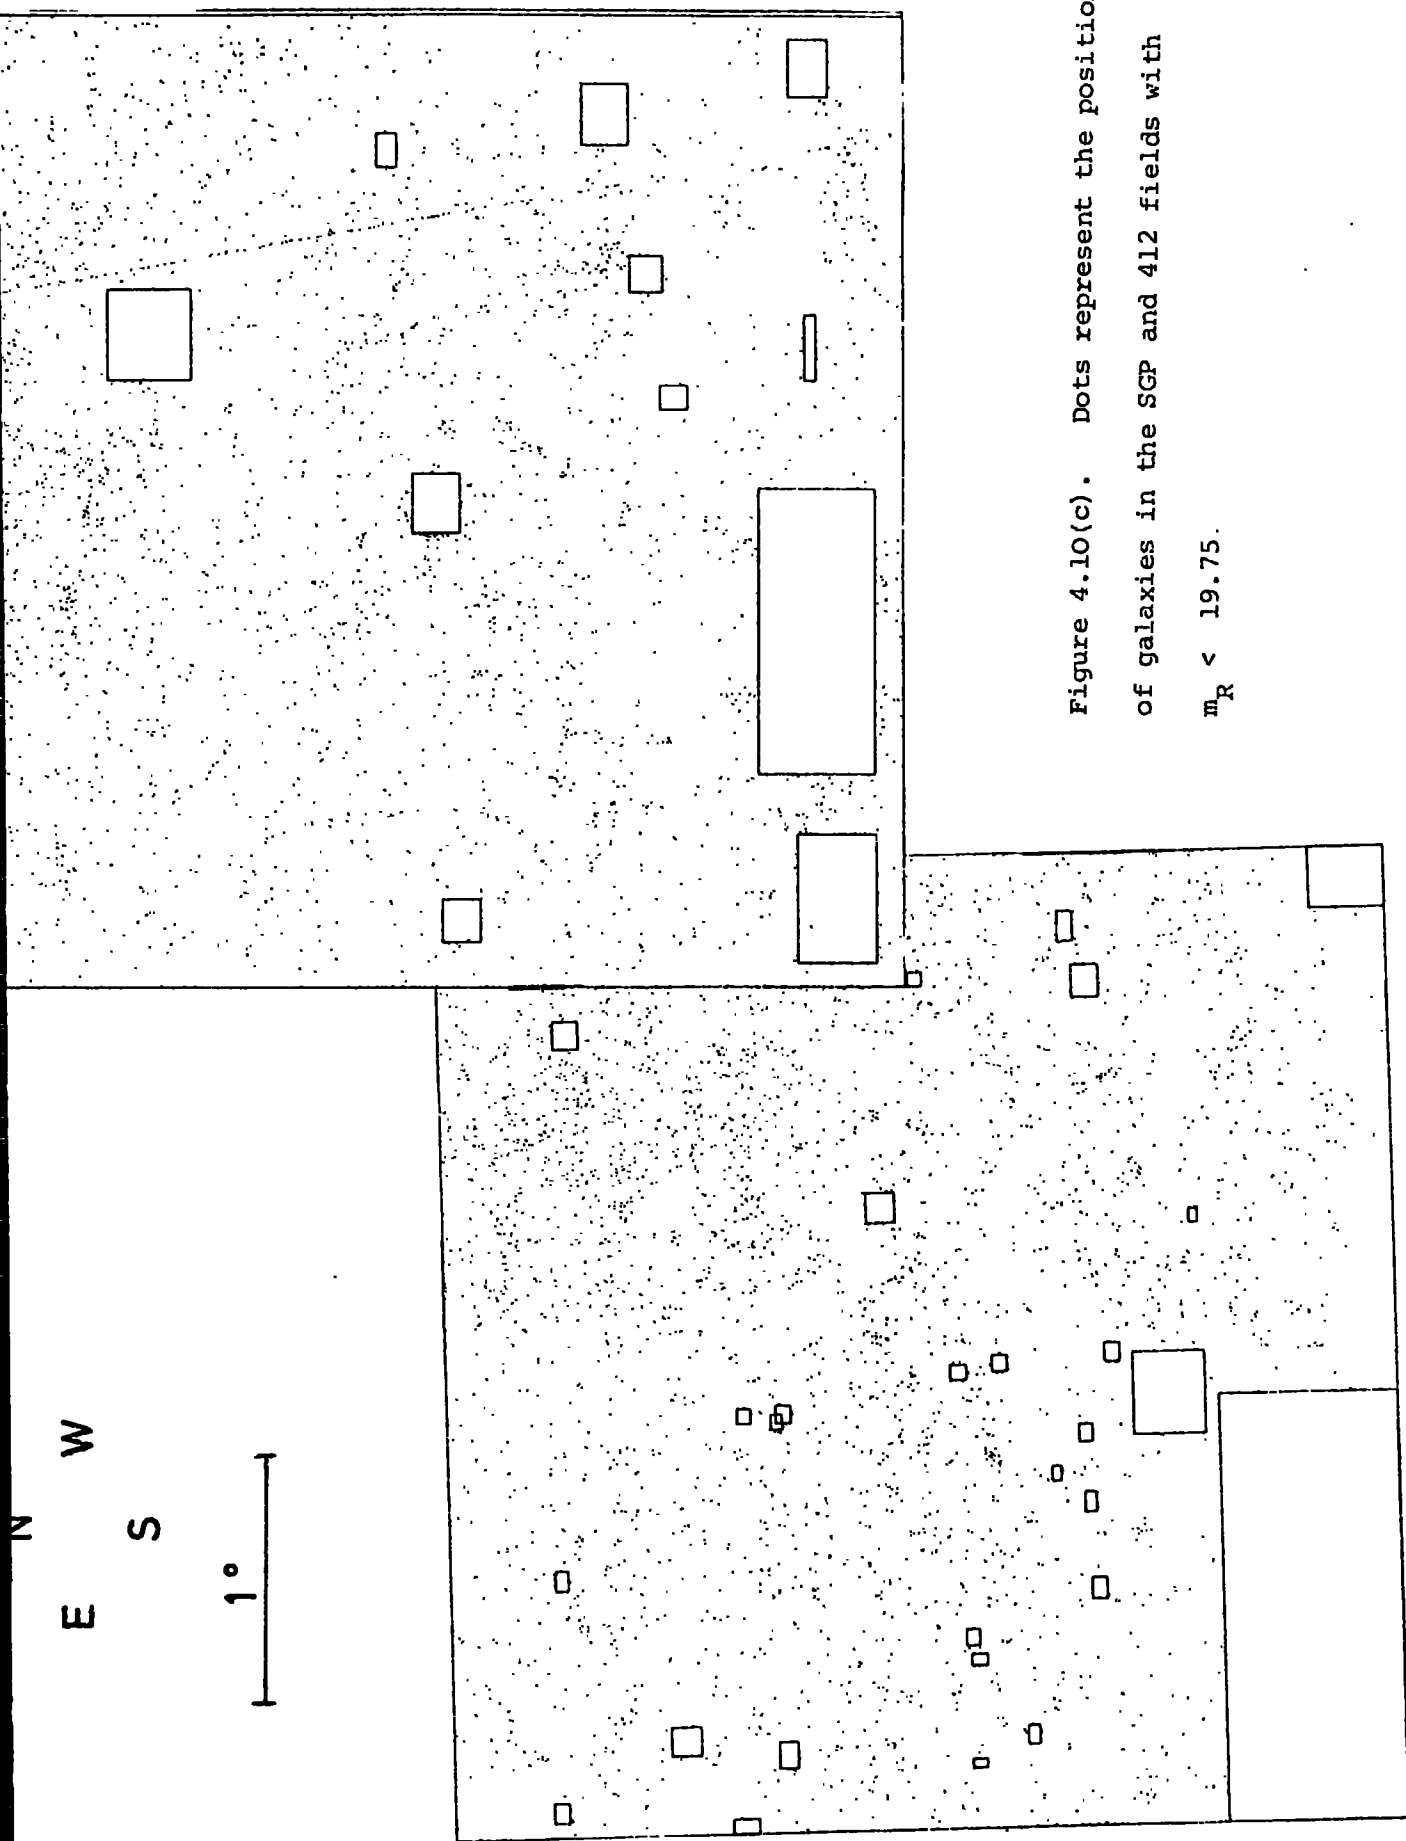 N
E W
S
1°
Figure 4.10(c). Dots represent the
of galaxies in the SGP and 412 fields with
m_R < 19.75.